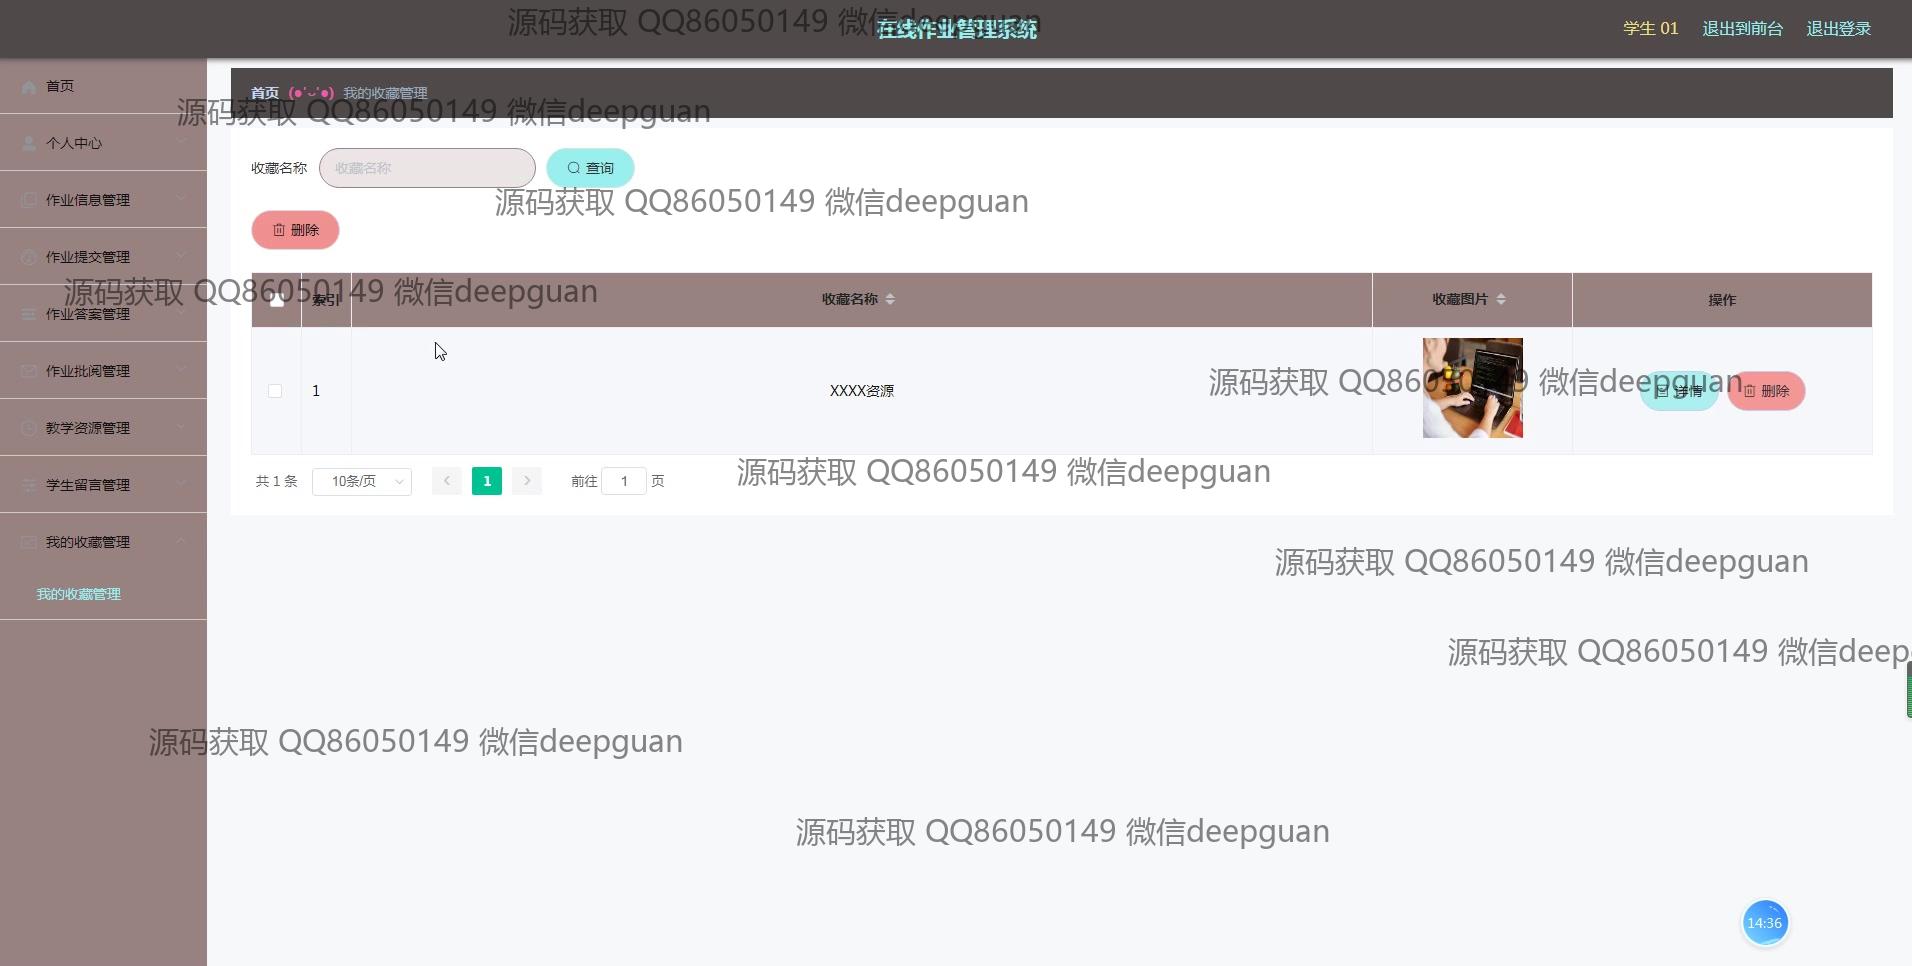 源码获取 QQ86050149 微信deepguan
在线作业管理系统
学生 01 退出到前台 退出登录
首页
首页 (●'◡'●) 我的收藏管理
源码获取 QQ86050149 微信deepguan
个人中心
收藏名称 收藏名称 查询
作业信息管理
源码获取 QQ86050149 微信deepguan
删除
作业提交管理
源码获取 QQ86050149 微信deepguan
索引 收藏名称 收藏图片 操作
作业答案管理
作业批阅管理
源码获取 QQ86050149 微信deepguan
1 XXXX资源 详情 删除
教学资源管理
源码获取 QQ86050149 微信deepguan
共 1 条 10条/页 1 前往 1 页
学生留言管理
我的收藏管理
源码获取 QQ86050149 微信deepguan
我的收藏管理
源码获取 QQ86050149 微信deep
源码获取 QQ86050149 微信deepguan
源码获取 QQ86050149 微信deepguan
14:36